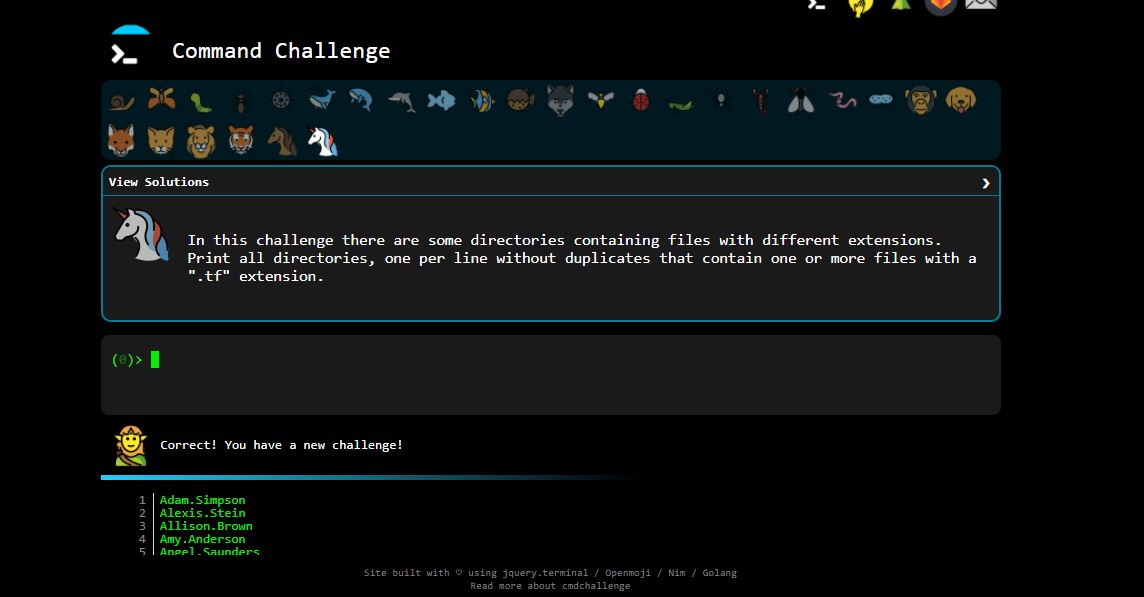 Command Challenge
View Solutions
In this challenge there are some directories containing files with different extensions.
Print all directories, one per line without duplicates that contain one or more files with a
".tf" extension.
(0)>
Correct! You have a new challenge!
1 Adam.Simpson
2 Alexis.Stein
3 Allison.Brown
4 Amy.Anderson
5 Angel.Saunders
Site built with ♡ using jquery.terminal / Openmoji / Nim / Golang
Read more about cmdchallenge